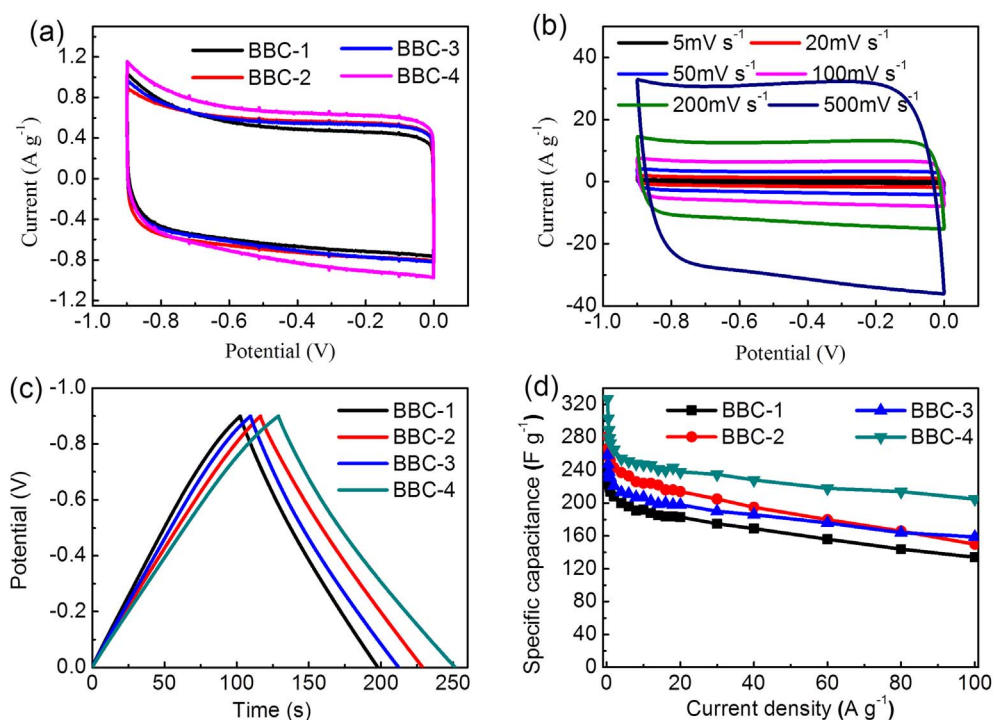 (a)
BBC-1
BBC-3
BBC-2
BBC-4
1.2
0.8
0.4
0.0
-0.4
-0.8
-1.2
Current (A g⁻¹)
-1.0 -0.8 -0.6 -0.4 -0.2 0.0
Potential (V)
(b)
5mV s⁻¹
20mV s⁻¹
50mV s⁻¹
100mV s⁻¹
200mV s⁻¹
500mV s⁻¹
40
20
0
-20
-40
Current (A g⁻¹)
-1.0 -0.8 -0.6 -0.4 -0.2 0.0
Potential (V)
(c)
BBC-1
BBC-2
BBC-3
BBC-4
-1.0
-0.8
-0.6
-0.4
-0.2
0.0
Potential (V)
0 50 100 150 200 250
Time (s)
(d)
BBC-1
BBC-3
BBC-2
BBC-4
320
280
240
200
160
120
80
40
0
Specific capacitance (F g⁻¹)
0 20 40 60 80 100
Current density (A g⁻¹)